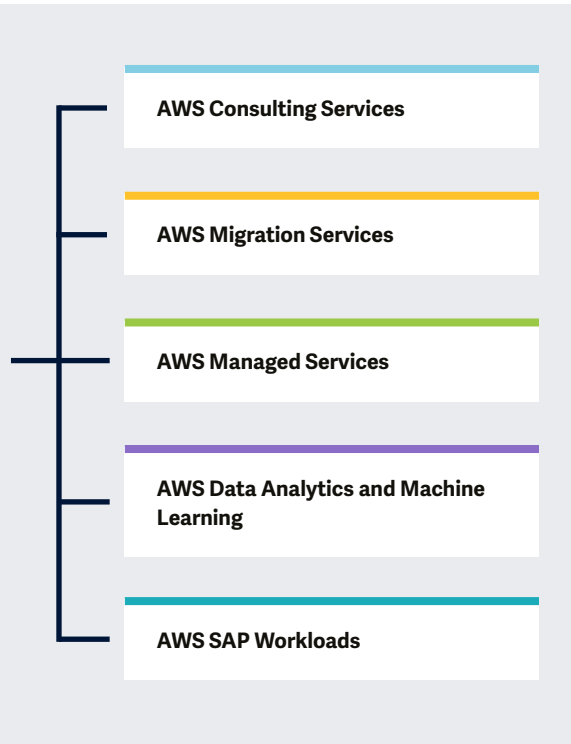 AWS Consulting Services
AWS Migration Services
AWS Managed Services
AWS Data Analytics and Machine
Learning
AWS SAP Workloads